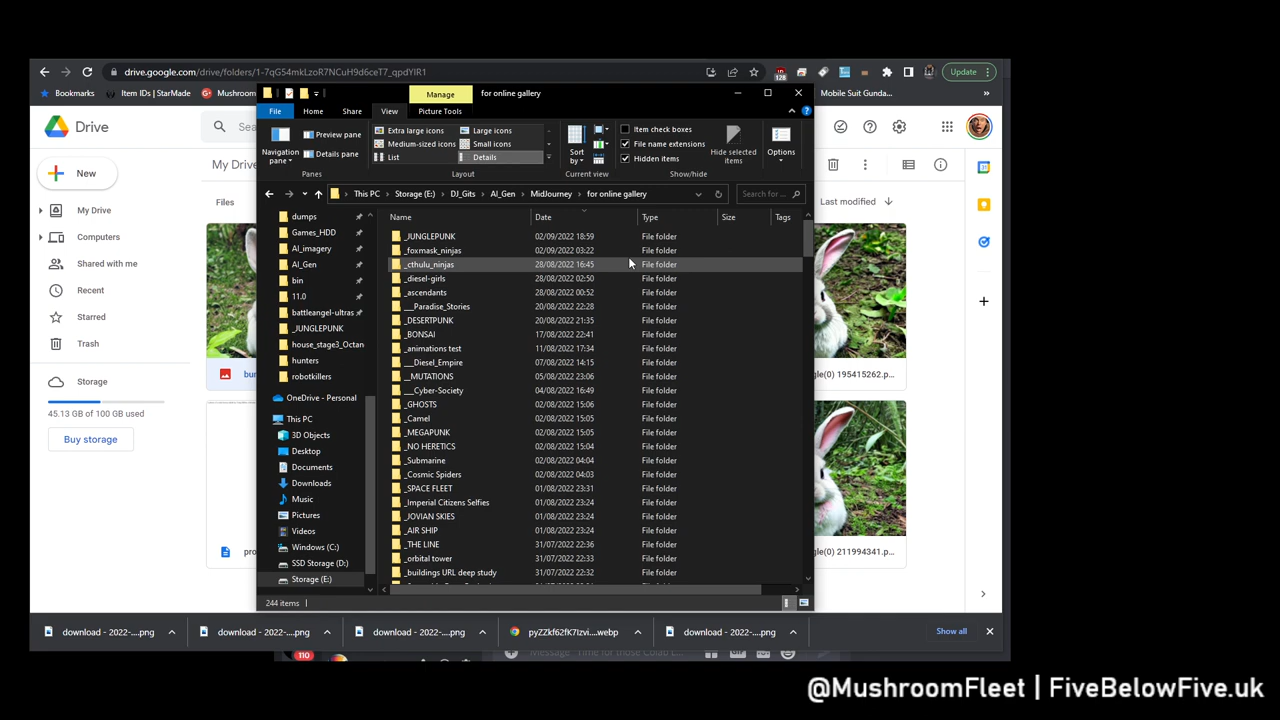 drive.google.com/drive/folders/1-7qG54mkLzoR7NCuH9d6ceT7_qpdYlR1
128
Update
Bookmarks
Item IDs | StarMade
Mushroom
Mobile Suit Gunda...
Manage
for online gallery
File
Home
Share
View
Picture Tools
Drive
Navigation pane
Preview pane
Details pane
Panes
Extra large icons
Large icons
Medium-sized icons
Small icons
List
Details
Layout
Sort by
Current view
Item check boxes
File name extensions
Hidden items
Hide selected items
Show/hide
Options
New
My Drive
Computers
Shared with me
Recent
Starred
Trash
Storage
45.13 GB of 100 GB used
Buy storage
My Driv
Files
Last modified
This PC
Storage (E:)
DJ_Gits
AI_Gen
MidJourney
for online gallery
Search for ...
dumps
Games_HDD
AI_imagery
AI_Gen
bin
11.0
battleangel-ultras
_JUNGLEPUNK
house_stage3_Octan
hunters
robotkillers
OneDrive - Personal
This PC
3D Objects
Desktop
Documents
Downloads
Music
Pictures
Videos
Windows (C:)
SSD Storage (D:)
Storage (E:)
Name Date Type Size Tags
_JUNGLEPUNK 02/09/2022 18:59 File folder
_foxmask_ninjas 02/09/2022 03:22 File folder
_cthulu_ninjas 28/08/2022 16:45 File folder
_diesel-girls 28/08/2022 02:50 File folder
_ascendants 28/08/2022 00:52 File folder
___Paradise_Stories 20/08/2022 22:28 File folder
_DESERTPUNK 20/08/2022 21:35 File folder
_BONSAI 17/08/2022 22:41 File folder
_animations test 11/08/2022 17:34 File folder
___Diesel_Empire 07/08/2022 14:15 File folder
__MUTATIONS 05/08/2022 23:06 File folder
___Cyber-Society 04/08/2022 16:49 File folder
_GHOSTS 02/08/2022 15:06 File folder
_Camel 02/08/2022 15:05 File folder
_MEGAPUNK 02/08/2022 15:05 File folder
_NO HERETICS 02/08/2022 15:04 File folder
_Submarine 02/08/2022 04:04 File folder
_Cosmic Spiders 02/08/2022 04:03 File folder
_SPACE FLEET 01/08/2022 23:31 File folder
_Imperial Citizens Selfies 01/08/2022 23:24 File folder
_JOVIAN SKIES 01/08/2022 23:24 File folder
_AIR SHIP 01/08/2022 23:24 File folder
_THE LINE 31/07/2022 22:36 File folder
_orbital tower 31/07/2022 22:33 File folder
_buildings URL deep study 31/07/2022 22:32 File folder
244 items
gle(0) 195415262.p...
gle(0) 211994341.p...
download - 2022-....png
download - 2022-....png
download - 2022-....png
pyZZkf62fK7Izvi....webp
download - 2022-....png
Show all
110
@MushroomFleet | FiveBelowFive.uk